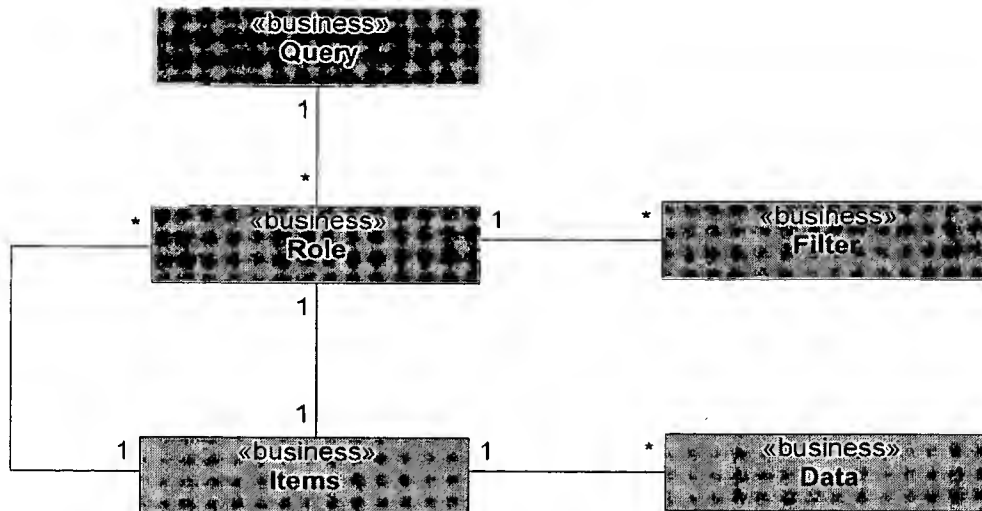 «business»
Query
1
*
* «business» 1 * «business»
Role Filter
1
1
1 «business» 1 * «business»
Items Data